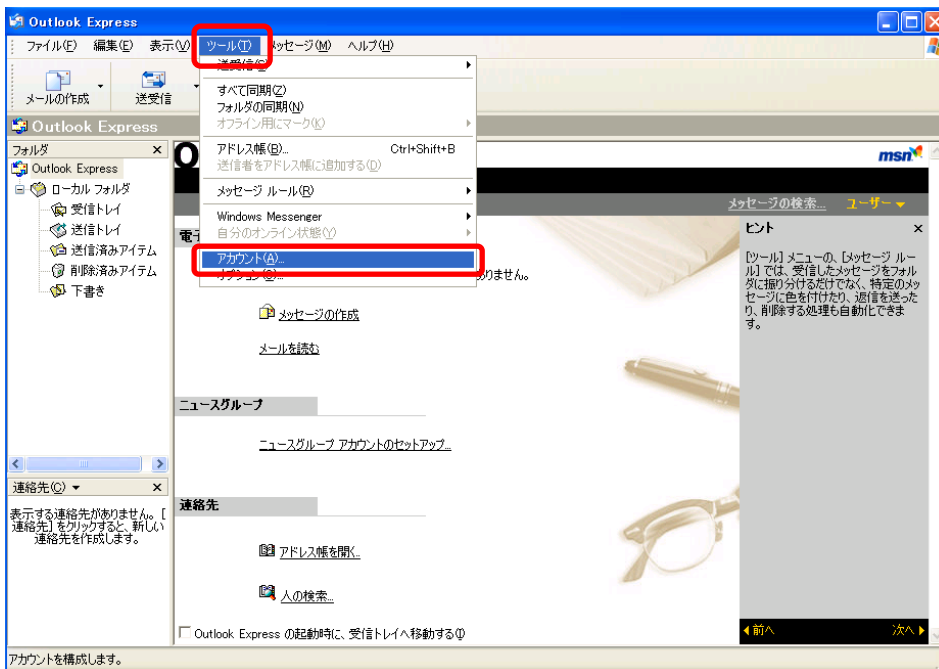 Outlook Express
ファイル(F) 編集(E) 表示(V) ツール(T) メッセージ(M) ヘルプ(H)
メールの作成 送受信
Outlook Express
フォルダ ×
Outlook Express
ローカル フォルダ
受信トレイ
送信トレイ
送信済みアイテム
削除済みアイテム
下書き
連絡先(C) ×
表示する連絡先がありません。[
連絡先] をクリックすると、新しい
連絡先を作成します。
送受信(S)
すべて同期(Z)
フォルダの同期(N)
オフライン用にマーク(K)
アドレス帳(B)... Ctrl+Shift+B
送信者をアドレス帳に追加する(D)
メッセージ ルール(R)
Windows Messenger
自分のオンライン状態(Y)
アカウント(A)...
オプション(O)...
msn
メッセージの検索... ユーザー
電子
ありません。
メッセージの作成
メールを読む
ニュースグループ
ニュースグループ アカウントのセットアップ...
連絡先
アドレス帳を開く...
人の検索...
Outlook Express の起動時に、受信トレイへ移動する(I)
ヒント ×
[ツール] メニューの、[メッセージ ルー
ル] では、受信したメッセージをフォル
ダに振り分けるだけでなく、特定のメッ
セージに色を付けたり、返信を送った
り、削除する処理も自動化できま
す。
前へ 次へ
アカウントを構成します。